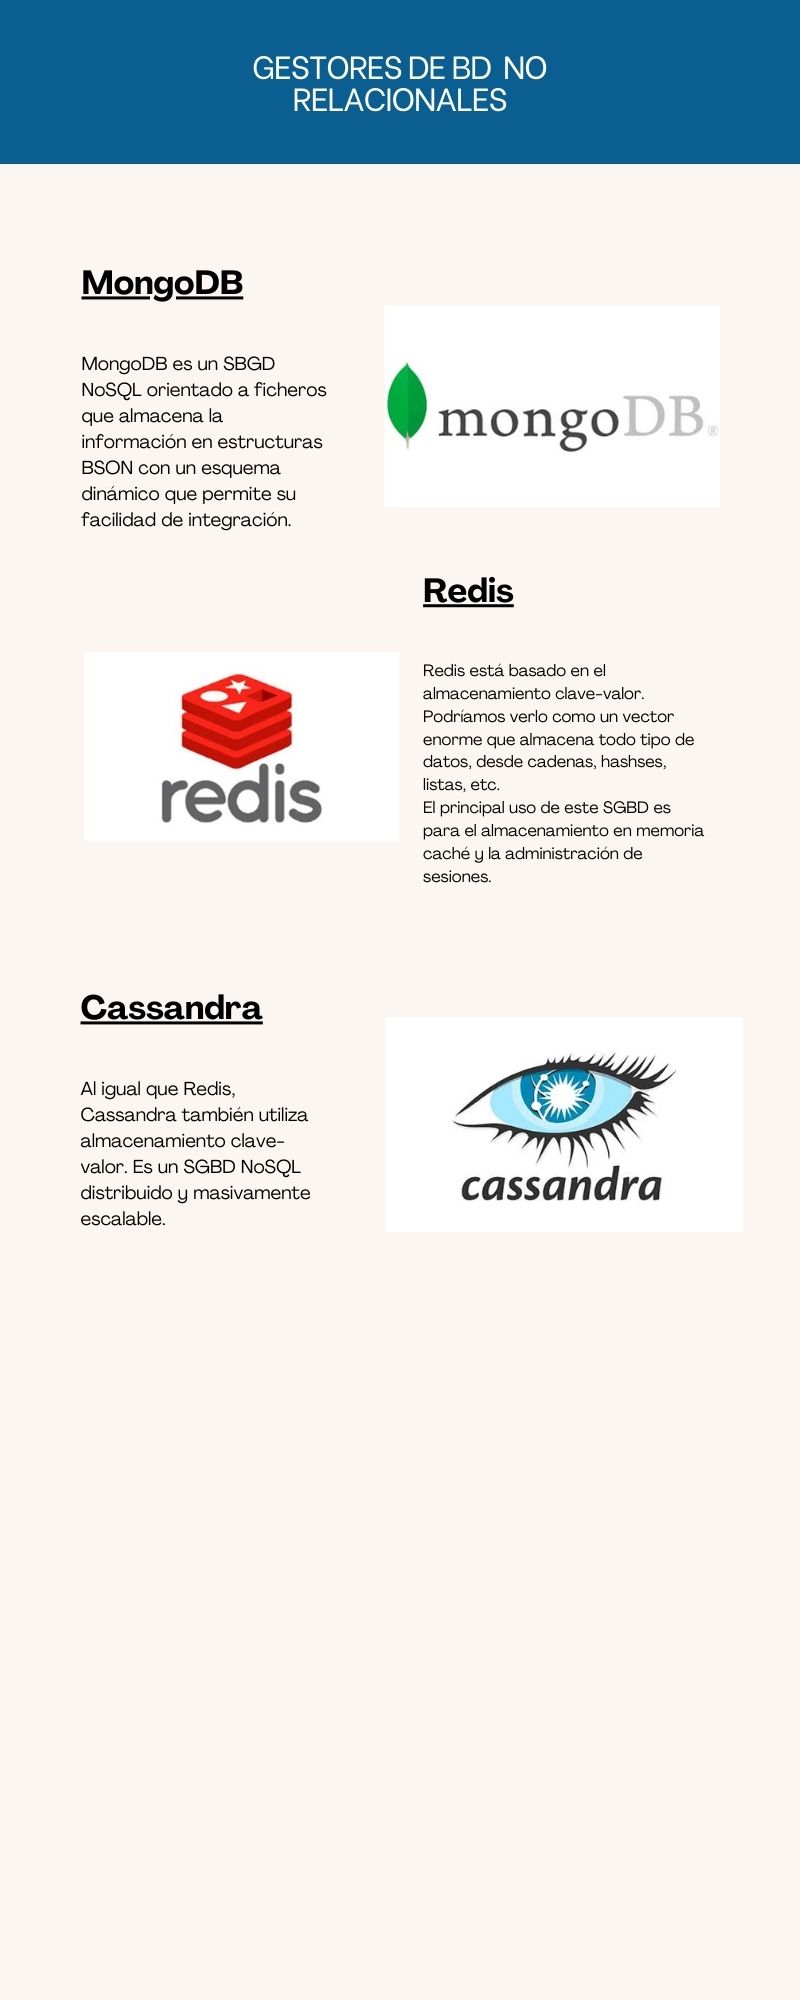 GESTORES DE BD NO
RELACIONALES
MongoDB
MongoDB es un SBGD
NoSQL orientado a ficheros
que almacena la
información en estructuras
BSON con un esquema
dinámico que permite su
facilidad de integración.
mongoDB®
Redis
Redis está basado en el
almacenamiento clave-valor.
Podríamos verlo como un vector
enorme que almacena todo tipo de
datos, desde cadenas, hashses,
listas, etc.
El principal uso de este SGBD es
para el almacenamiento en memoria
caché y la administración de
sesiones.
redis
Cassandra
Al igual que Redis,
Cassandra también utiliza
almacenamiento clave-
valor. Es un SGBD NoSQL
distribuido y masivamente
escalable.
cassandra